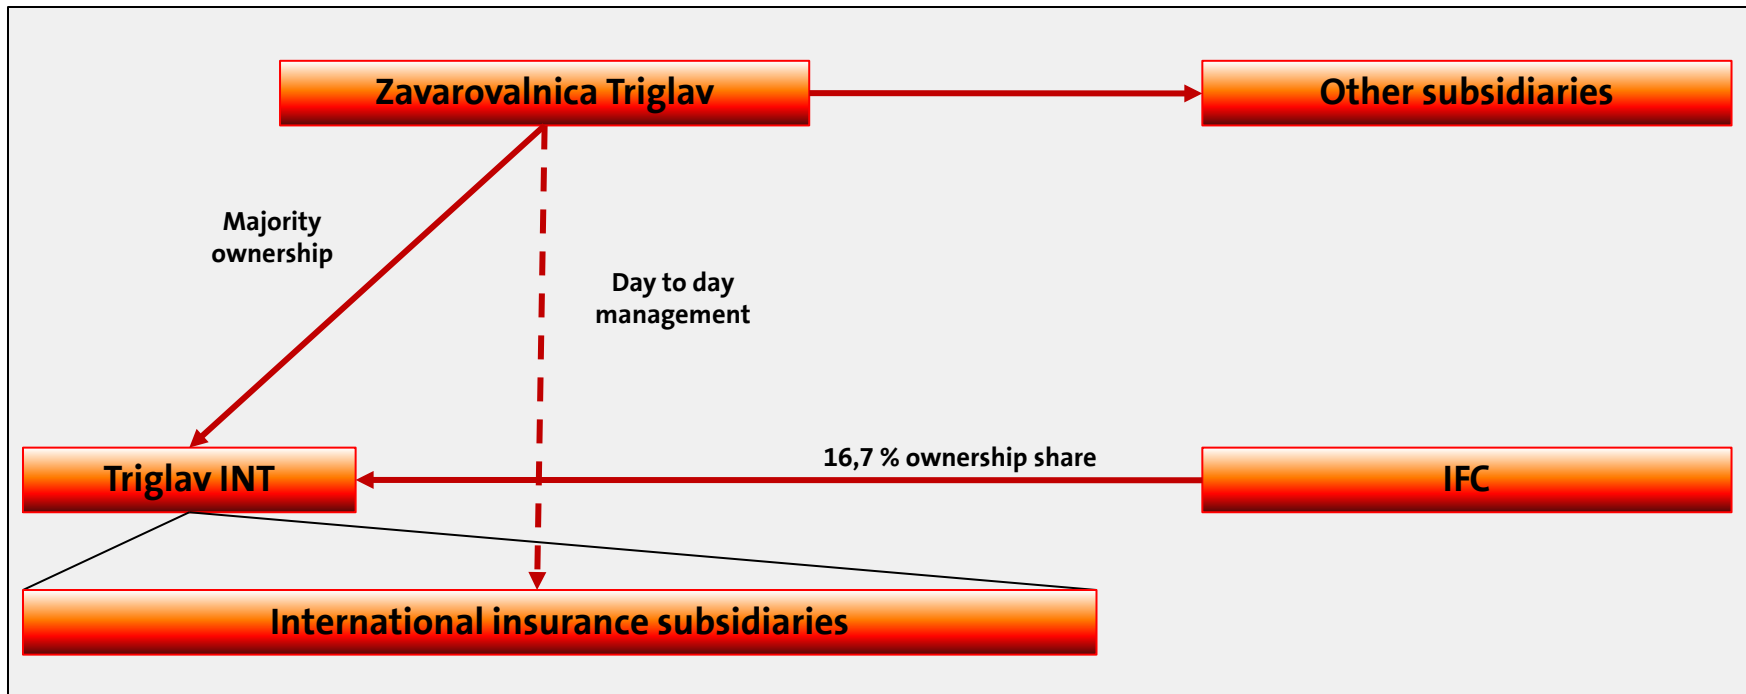 Zavarovalnica Triglav
Other subsidiaries
Majority
ownership
Day to day
management
16,7 % ownership share
Triglav INT
IFC
International insurance subsidiaries